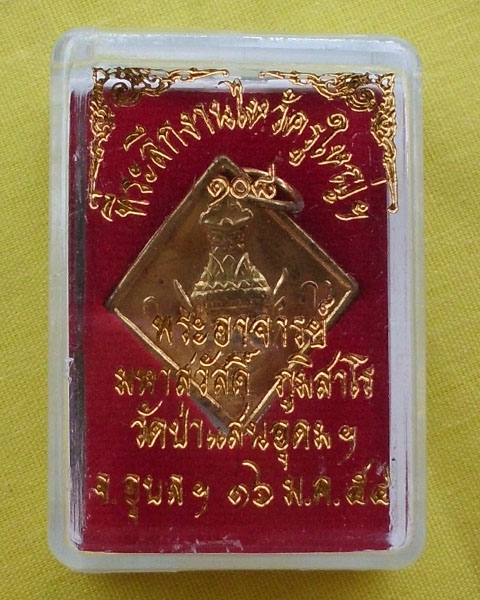 ที่ระลึกงานไหว้ครูใหญ่ฯ
๑๐๘
พระอาจารย์
มหาสวัสดิ์ ภูมิสาโร
วัดป่าแสนอุดมฯ
จ.อุบลฯ ๑๖ ม.ค. ๕๔